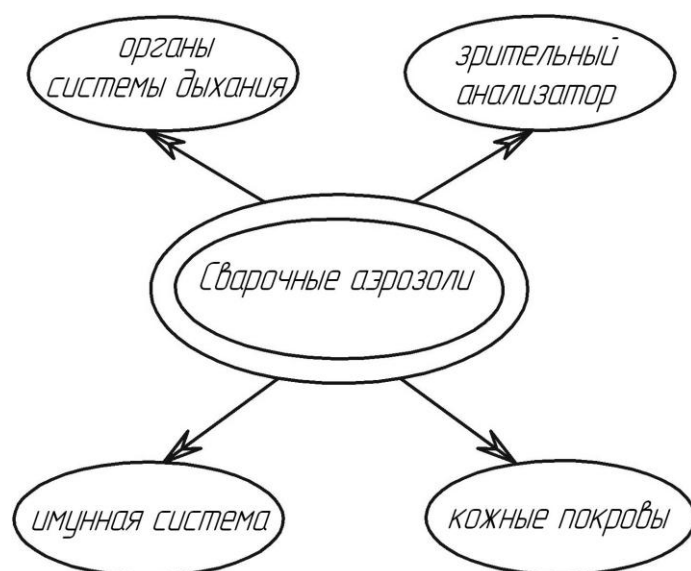 органы
системы дыхания
зрительный
анализатор
Сварочные аэрозоли
имунная система
кожные покровы